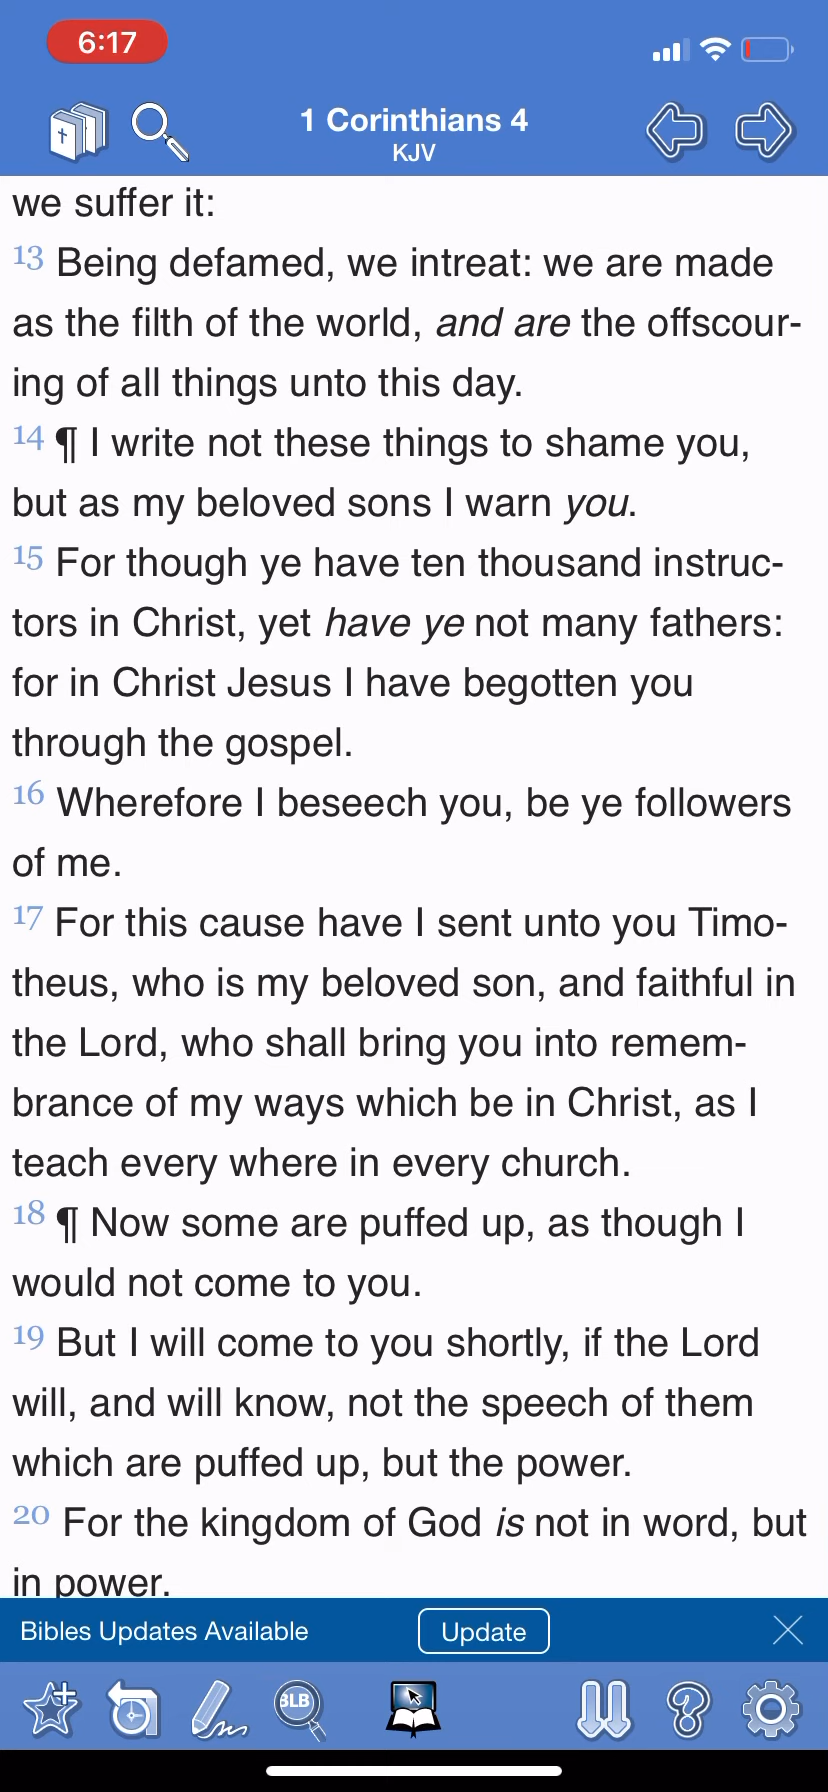 6:17
1 Corinthians 4
KJV
we suffer it:
13 Being defamed, we intreat: we are made
as the filth of the world, and are the offscour-
ing of all things unto this day.
14 ¶ I write not these things to shame you,
but as my beloved sons I warn you.
15 For though ye have ten thousand instruc-
tors in Christ, yet have ye not many fathers:
for in Christ Jesus I have begotten you
through the gospel.
16 Wherefore I beseech you, be ye followers
of me.
17 For this cause have I sent unto you Timo-
theus, who is my beloved son, and faithful in
the Lord, who shall bring you into remem-
brance of my ways which be in Christ, as I
teach every where in every church.
18 ¶ Now some are puffed up, as though I
would not come to you.
19 But I will come to you shortly, if the Lord
will, and will know, not the speech of them
which are puffed up, but the power.
20 For the kingdom of God is not in word, but
in power.
Bibles Updates Available Update
BLB